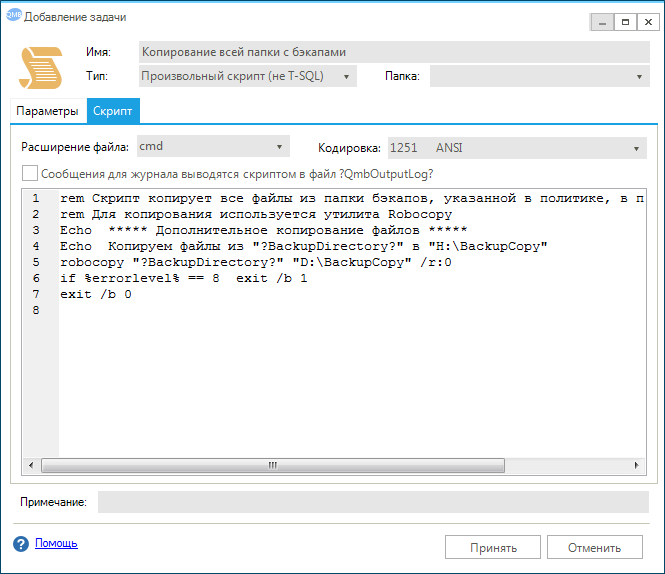 QMB Добавление задачи
Имя: Копирование всей папки с бэкапами
Тип: Произвольный скрипт (не T-SQL) Папка:
Параметры Скрипт
Расширение файла: cmd Кодировка: 1251 ANSI
Сообщения для журнала выводятся скриптом в файл ?QmbOutputLog?
1 rem Скрипт копирует все файлы из папки бэкапов, указанной в политике, в п
2 rem Для копирования используется утилита Robocopy
3 Echo  ***** Дополнительное копирование файлов *****
4 Echo  Копируем файлы из "?BackupDirectory?" в "H:\BackupCopy"
5 robocopy "?BackupDirectory?" "D:\BackupCopy" /r:0
6 if %errorlevel% == 8  exit /b 1
7 exit /b 0
8
Примечание:
? Помощь Принять Отменить